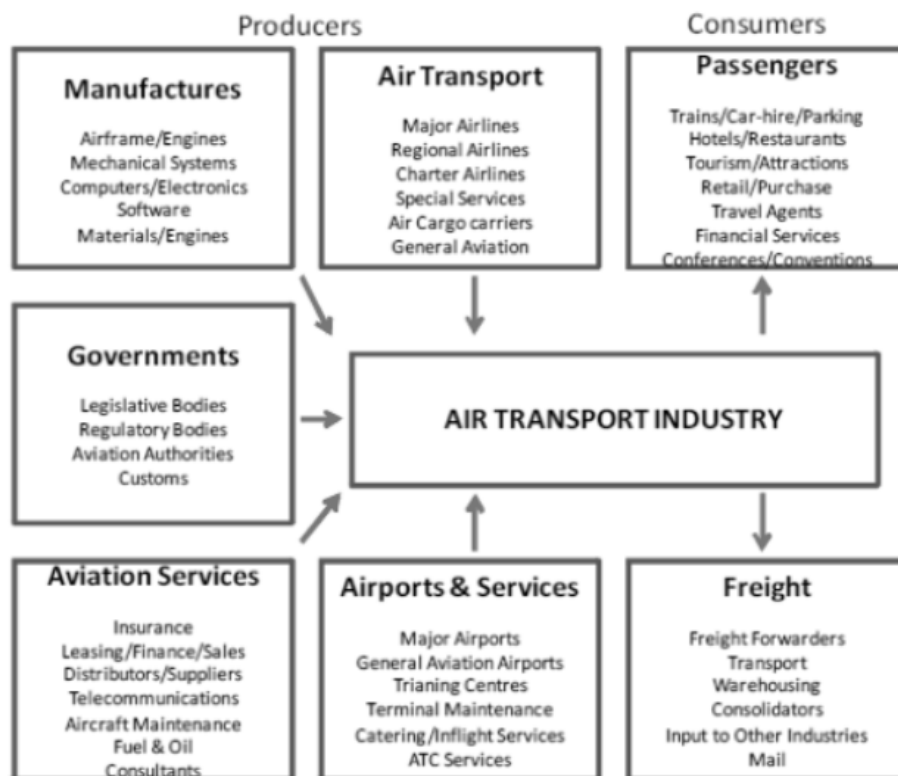 Producers
Consumers
Manufactures
Airframe/Engines
Mechanical Systems
Computers/Electronics
Software
Materials/Engines
Air Transport
Major Airlines
Regional Airlines
Charter Airlines
Special Services
Air Cargo carriers
General Aviation
Passengers
Trains/Car-hire/Parking
Hotels/Restaurants
Tourism/Attractions
Retail/Purchase
Travel Agents
Financial Services
Conferences/Conventions
Governments
Legislative Bodies
Regulatory Bodies
Aviation Authorities
Customs
AIR TRANSPORT INDUSTRY
Aviation Services
Insurance
Leasing/Finance/Sales
Distributors/Suppliers
Telecommunications
Aircraft Maintenance
Fuel & Oil
Consultants
Airports & Services
Major Airports
General Aviation Airports
Trianing Centres
Terminal Maintenance
Catering/Inflight Services
ATC Services
Freight
Freight Forwarders
Transport
Warehousing
Consolidators
Input to Other Industries
Mail